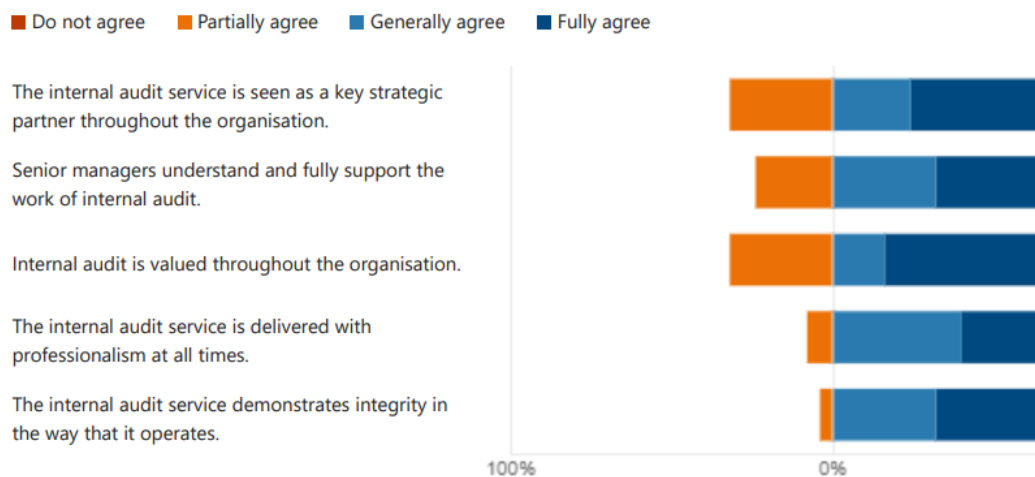 Do not agree Partially agree Generally agree Fully agree
The internal audit service is seen as a key strategic
partner throughout the organisation.
Senior managers understand and fully support the
work of internal audit.
Internal audit is valued throughout the organisation.
The internal audit service is delivered with
professionalism at all times.
The internal audit service demonstrates integrity in
the way that it operates.
100% 0%